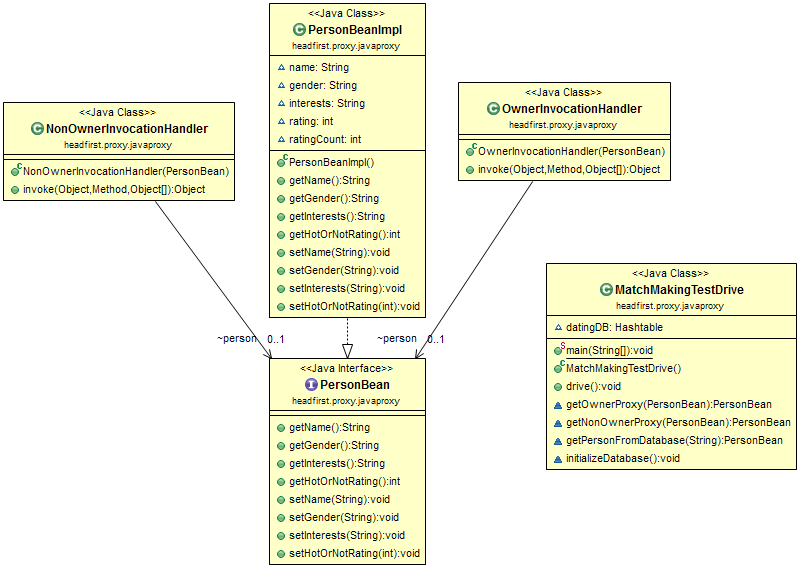 <<Java Class>>
NonOwnerInvocationHandler
headfirst.proxy.javaproxy
NonOwnerInvocationHandler(PersonBean)
invoke(Object,Method,Object[]):Object
<<Java Class>>
PersonBeanImpl
headfirst.proxy.javaproxy
name: String
gender: String
interests: String
rating: int
ratingCount: int
PersonBeanImpl()
getName():String
getGender():String
getInterests():String
getHotOrNotRating():int
setName(String):void
setGender(String):void
setInterests(String):void
setHotOrNotRating(int):void
<<Java Class>>
OwnerInvocationHandler
headfirst.proxy.javaproxy
OwnerInvocationHandler(PersonBean)
invoke(Object,Method,Object[]):Object
~person 0..1
~person 0..1
<<Java Interface>>
PersonBean
headfirst.proxy.javaproxy
getName():String
getGender():String
getInterests():String
getHotOrNotRating():int
setName(String):void
setGender(String):void
setInterests(String):void
setHotOrNotRating(int):void
<<Java Class>>
MatchMakingTestDrive
headfirst.proxy.javaproxy
datingDB: Hashtable
main(String[]):void
MatchMakingTestDrive()
drive():void
getOwnerProxy(PersonBean):PersonBean
getNonOwnerProxy(PersonBean):PersonBean
getPersonFromDatabase(String):PersonBean
initializeDatabase():void